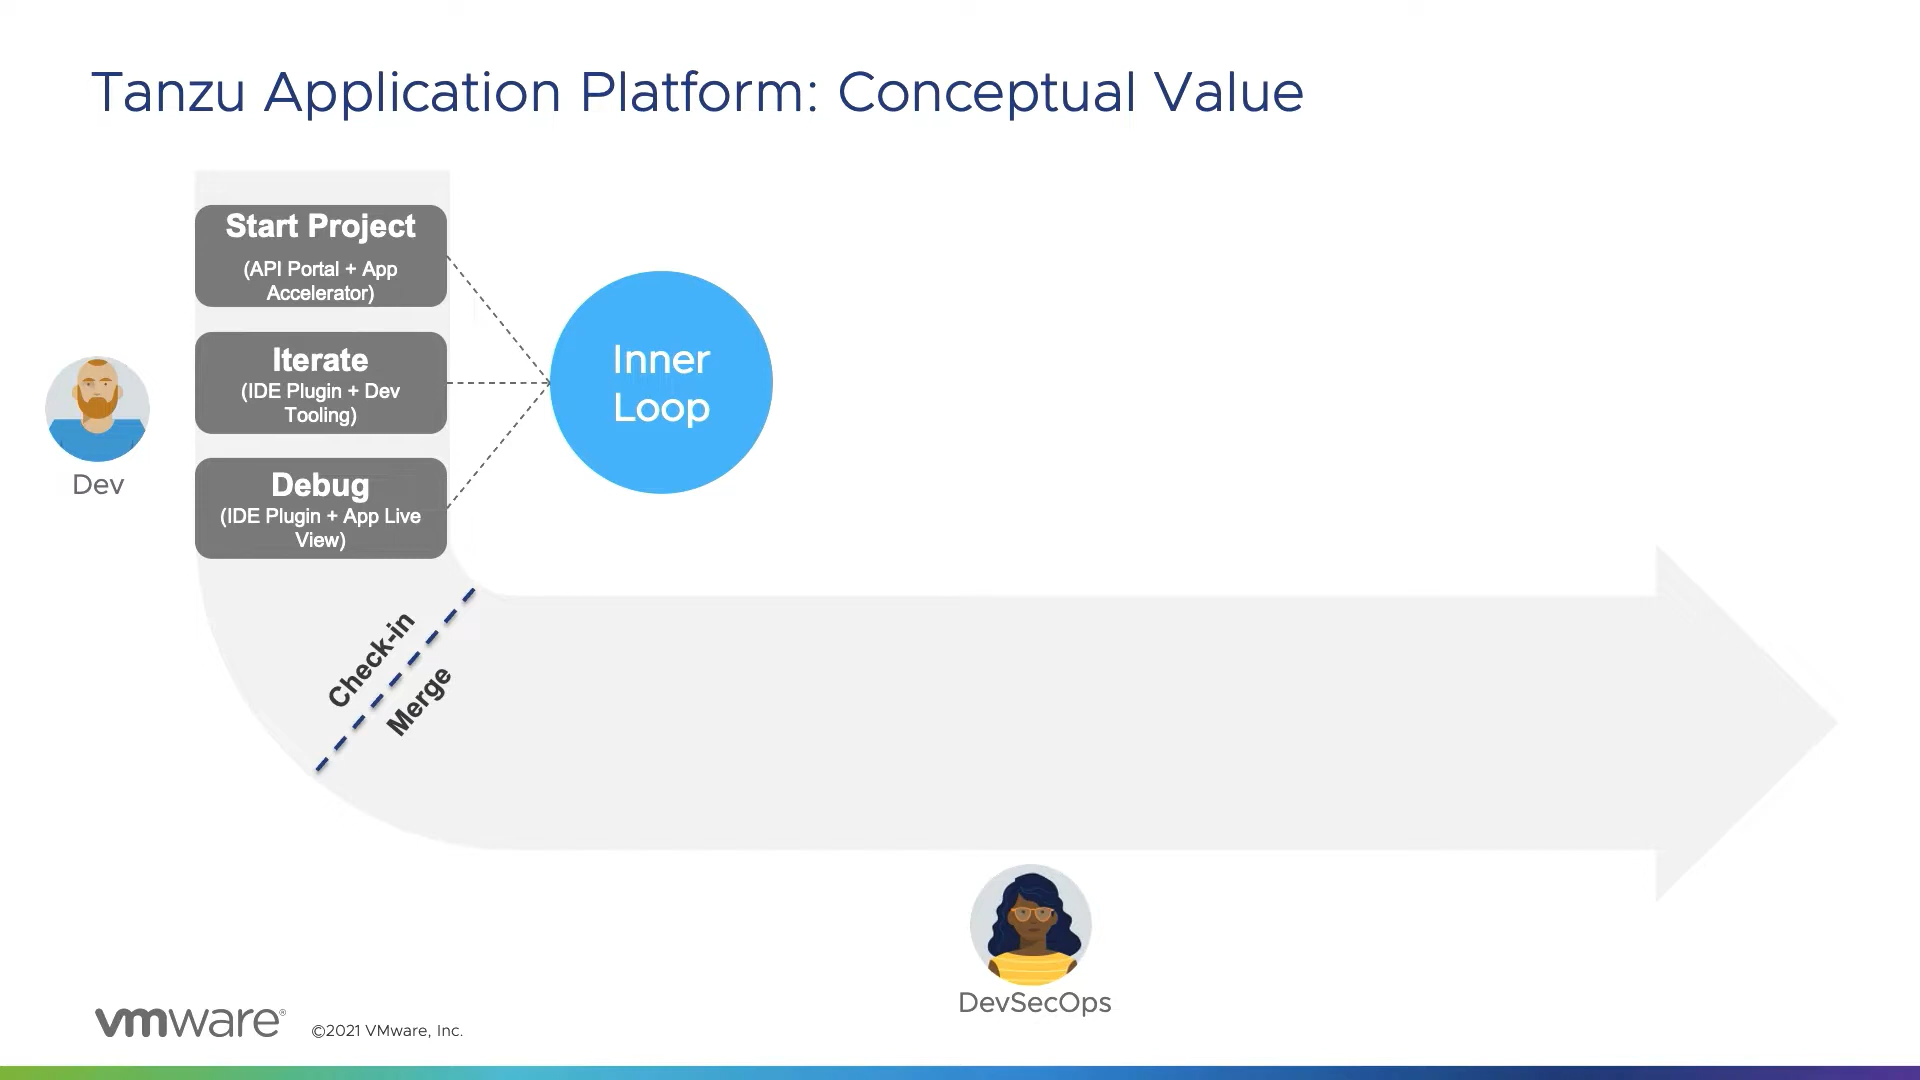 Tanzu Application Platform: Conceptual Value
Start Project
(API Portal + App
Accelerator)
Iterate
(IDE Plugin + Dev
Tooling)
Debug
(IDE Plugin + App Live
View)
Inner
Loop
Dev
Check-in
Merge
DevSecOps
vmware®
©2021 VMware, Inc.